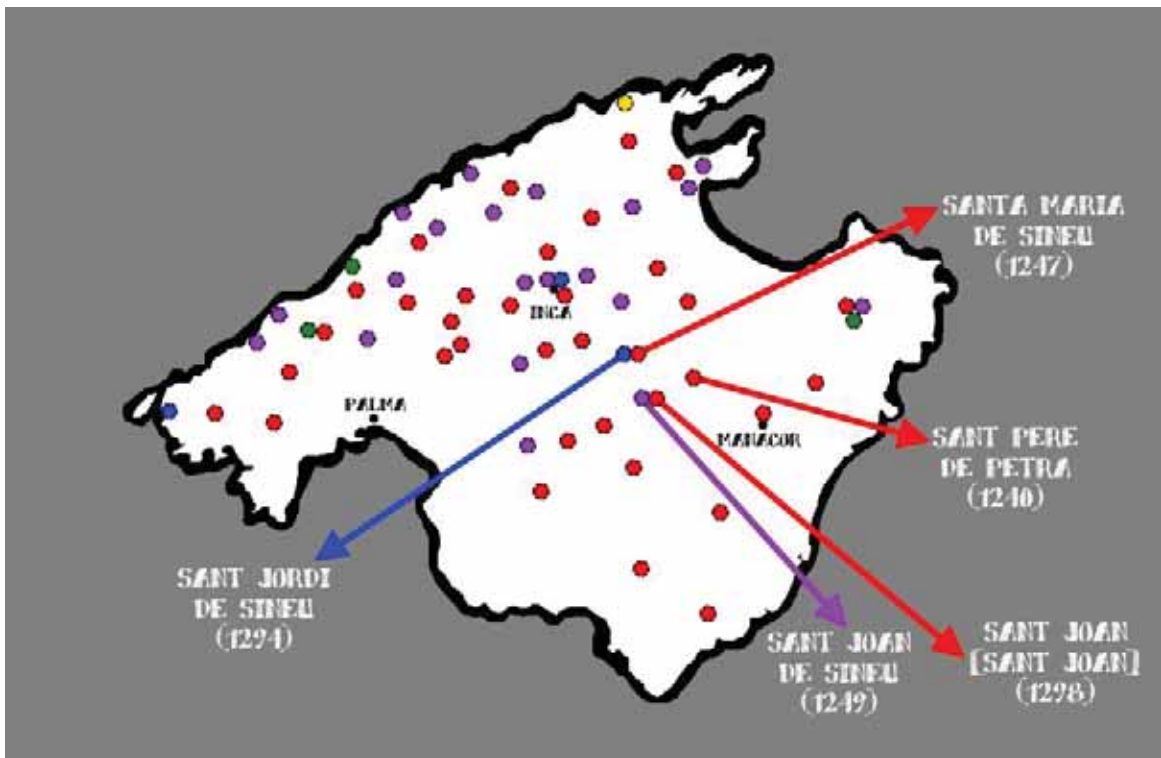 SANTA MARIA
DE SINEU
(1247)
INCA
PALMA
MANACOR
SANT PERE
DE PETRA
(1240)
SANT JORDI
DE SINEU
(1294)
SANT JOAN
DE SINEU
(1249)
SANT JOAN
[SANT JOAN]
(1298)